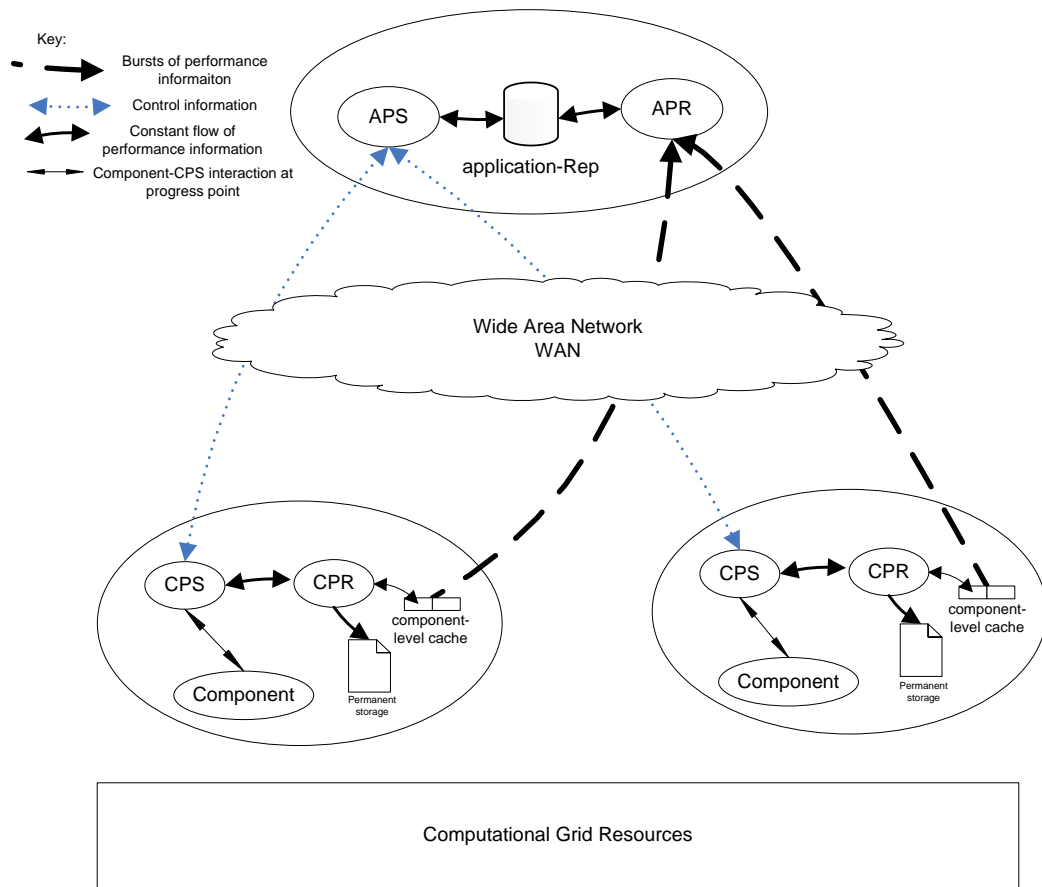 Key:
Bursts of performance
informaiton
Control information
Constant flow of
performance information
Component-CPS interaction at
progress point
APS
APR
application-Rep
Wide Area Network
WAN
CPS
CPR
component-
level cache
Component
Permanent
storage
CPS
CPR
component-
level cache
Component
Permanent
storage
Computational Grid Resources